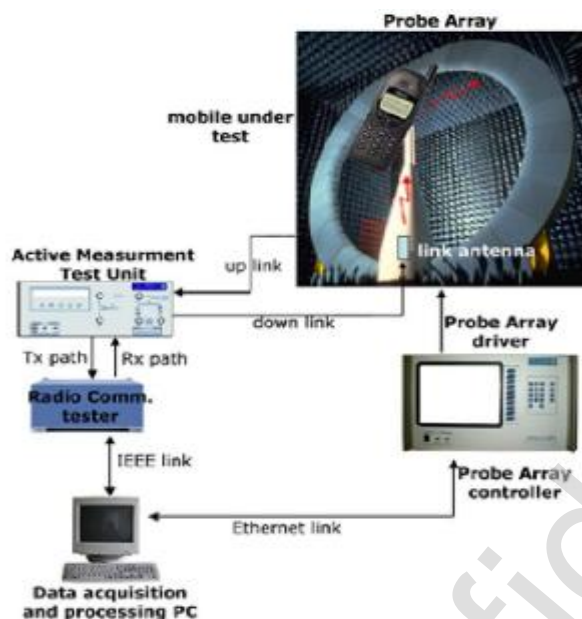 Probe Array
mobile under
test
link antenna
Active Measurment
Test Unit
up link
down link
Probe Array
driver
Tx path
Rx path
Radio Comm.
tester
IEEE link
Probe Array
controller
Ethernet link
Data acquisition
and processing PC